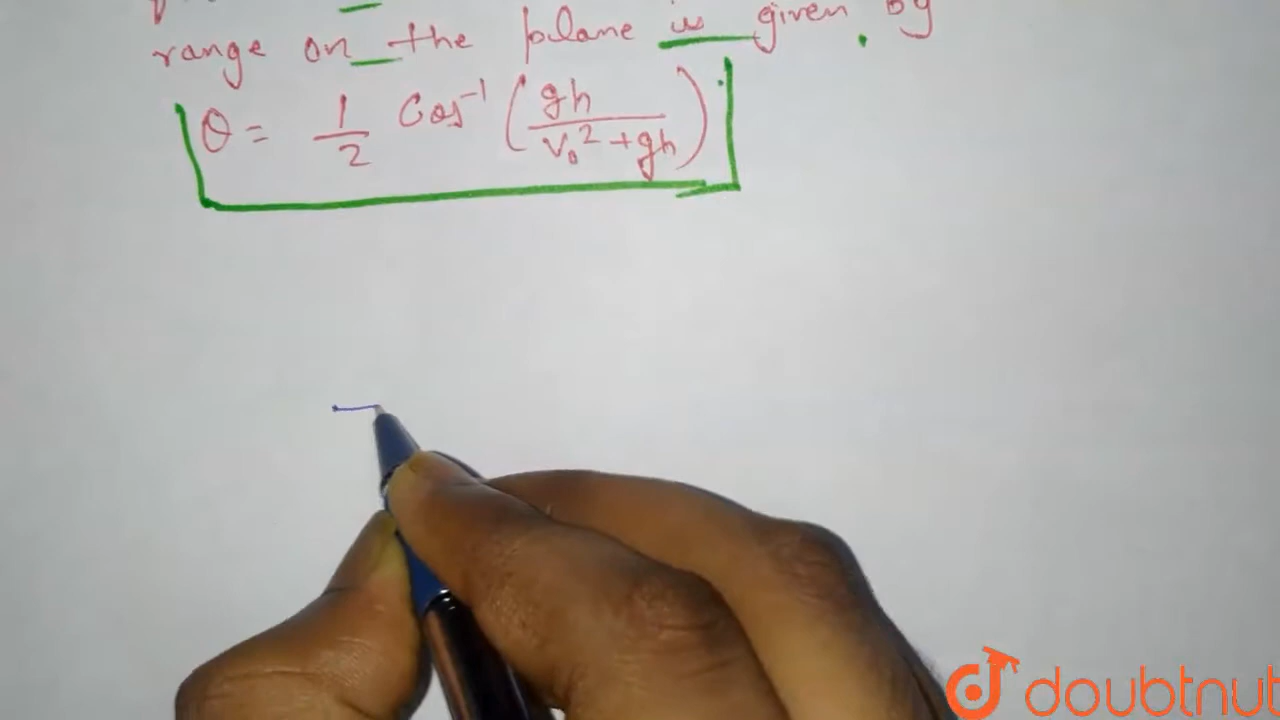 range on the plane is given by
θ = 1/2 Cos⁻¹ (gh/(v₀² + gh))
doubtnut